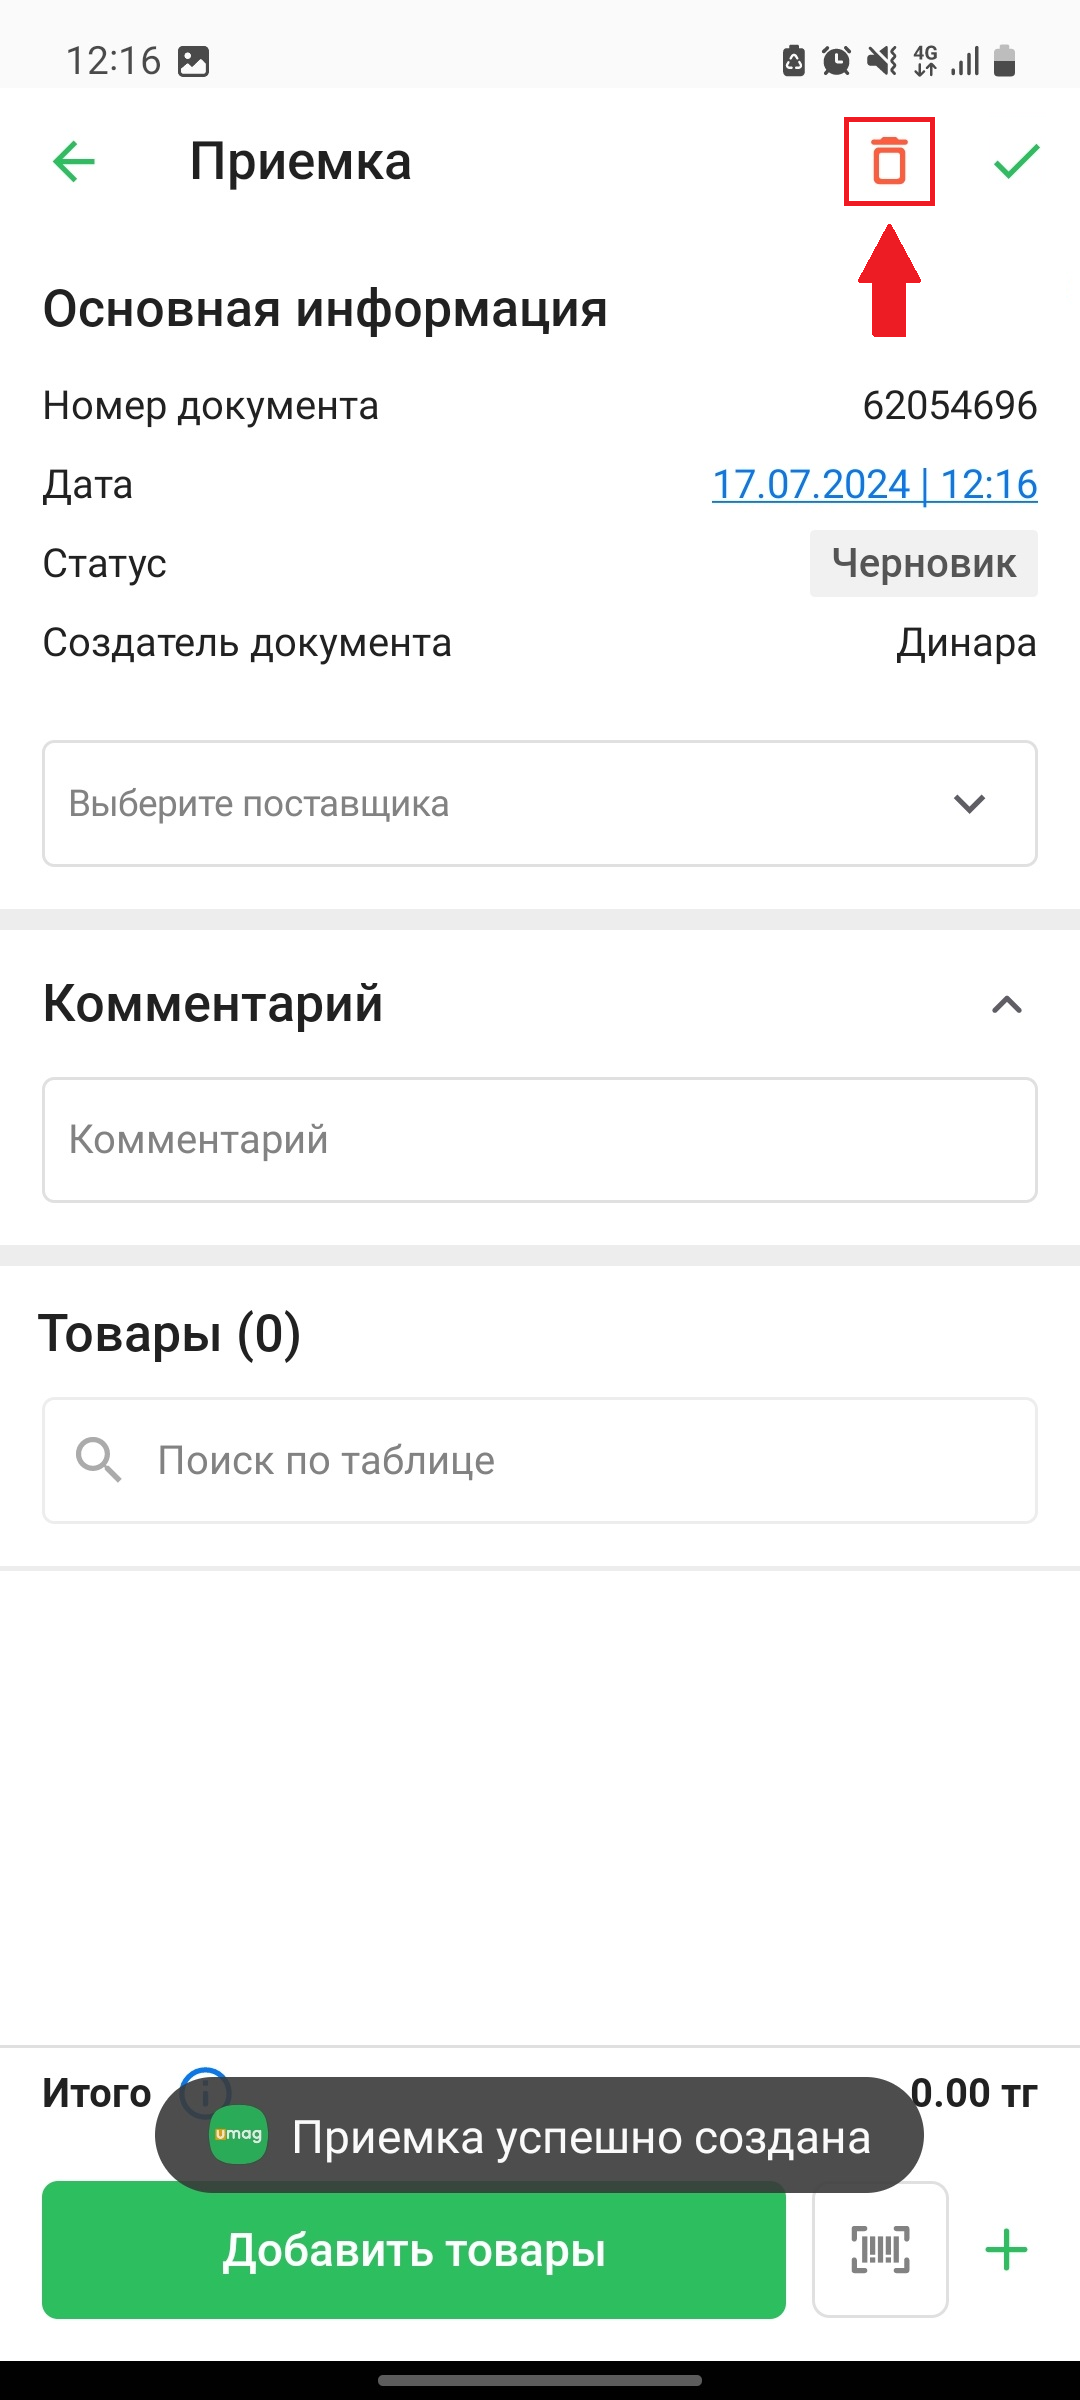 12:16
4G
Приемка
Основная информация
Номер документа 62054696
Дата 17.07.2024 | 12:16
Статус Черновик
Создатель документа Динара
Выберите поставщика
Комментарий
Комментарий
Товары (0)
Поиск по таблице
Итого 0.00 тг
umag Приемка успешно создана
Добавить товары